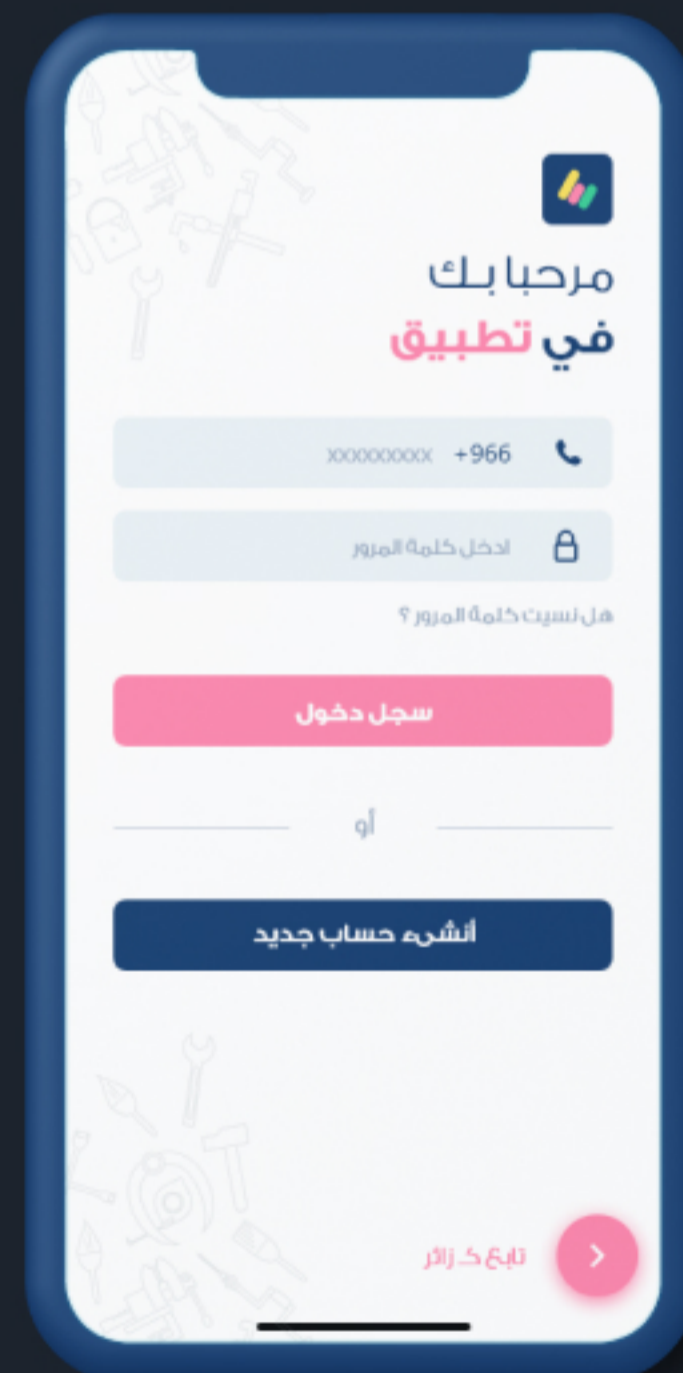 مرحبا بك
في تطبيق
+966 xxxxxxxxx
ادخل كلمة المرور
هل نسيت كلمة المرور ؟
سجل دخول
أو
أنشىء حساب جديد
تابع كـ زائر